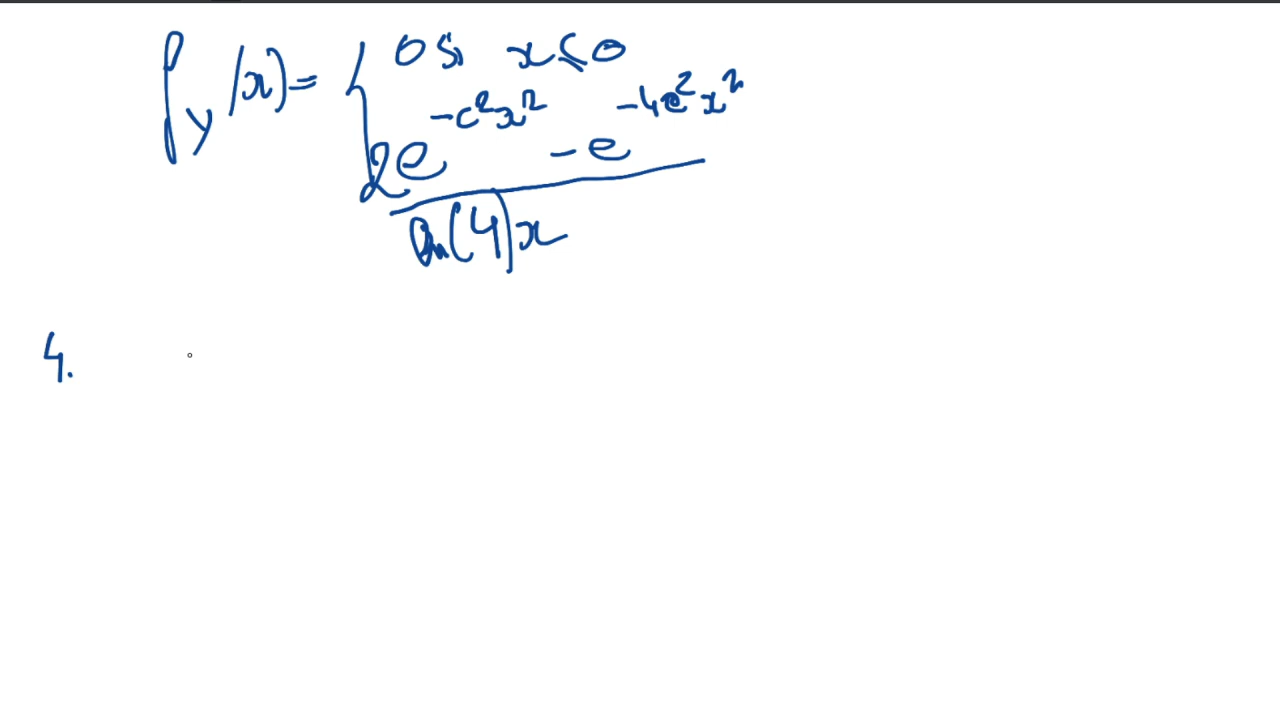 f_Y(x) = { 0 si x ≤ 0
2e^{-c²x²} - e^{-4c²x²}
ln(4)x
4.